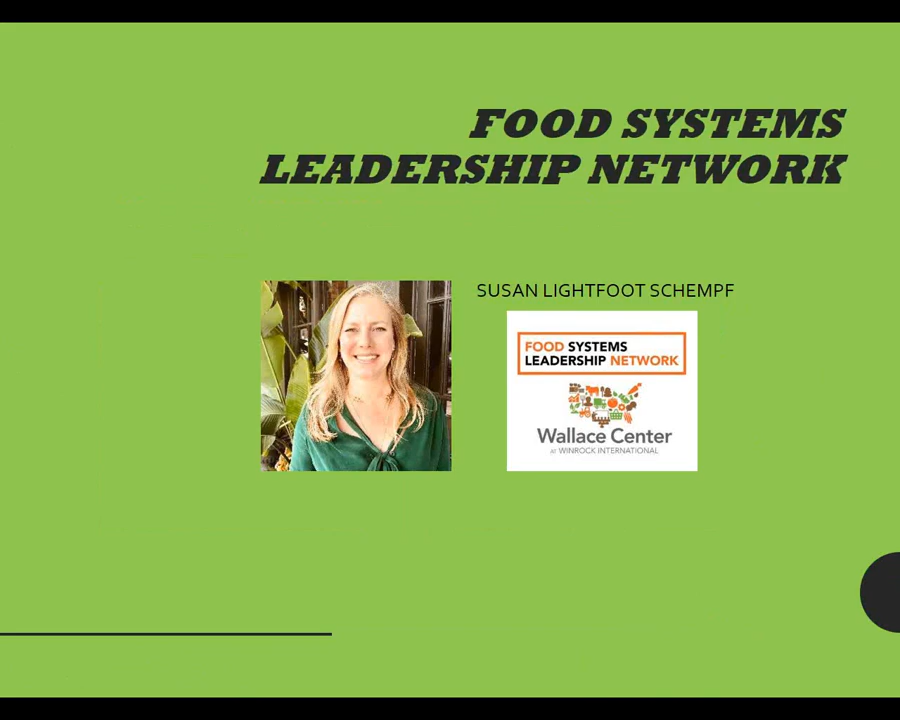 FOOD SYSTEMS
LEADERSHIP NETWORK
SUSAN LIGHTFOOT SCHEMPF
FOOD SYSTEMS
LEADERSHIP NETWORK
Wallace Center
AT WINROCK INTERNATIONAL